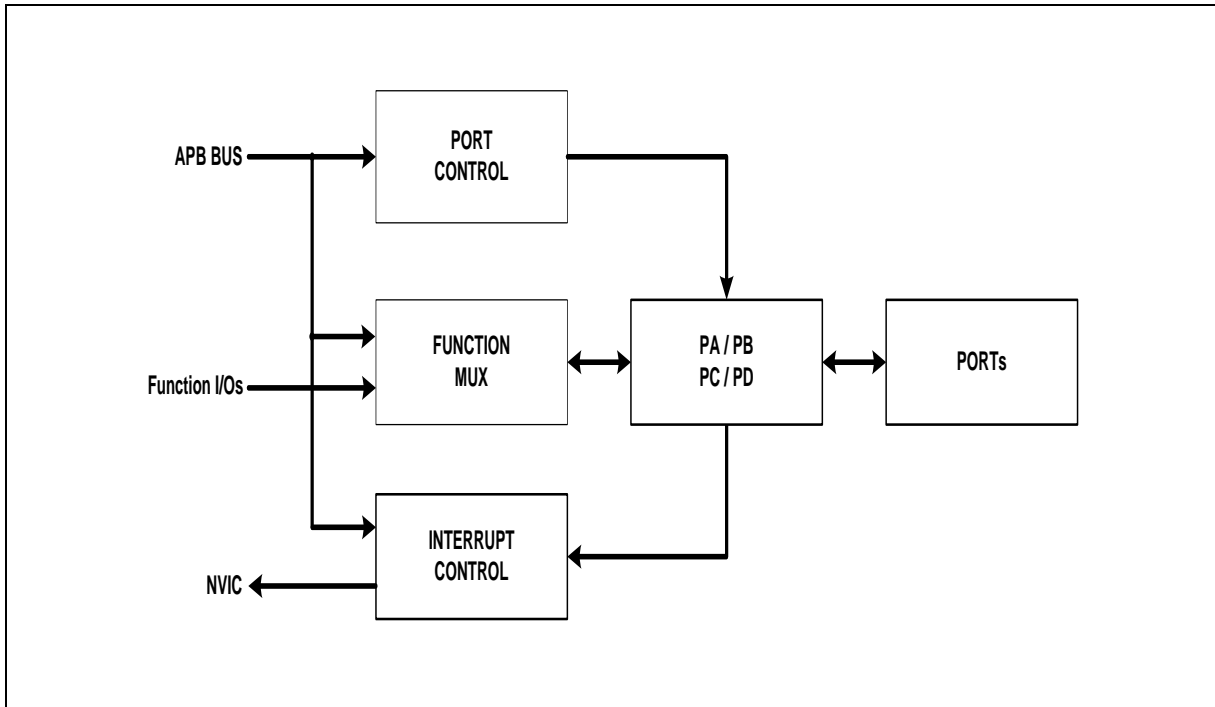 APB BUS
PORT
CONTROL
Function I/Os
FUNCTION
MUX
PA / PB
PC / PD
PORTs
NVIC
INTERRUPT
CONTROL